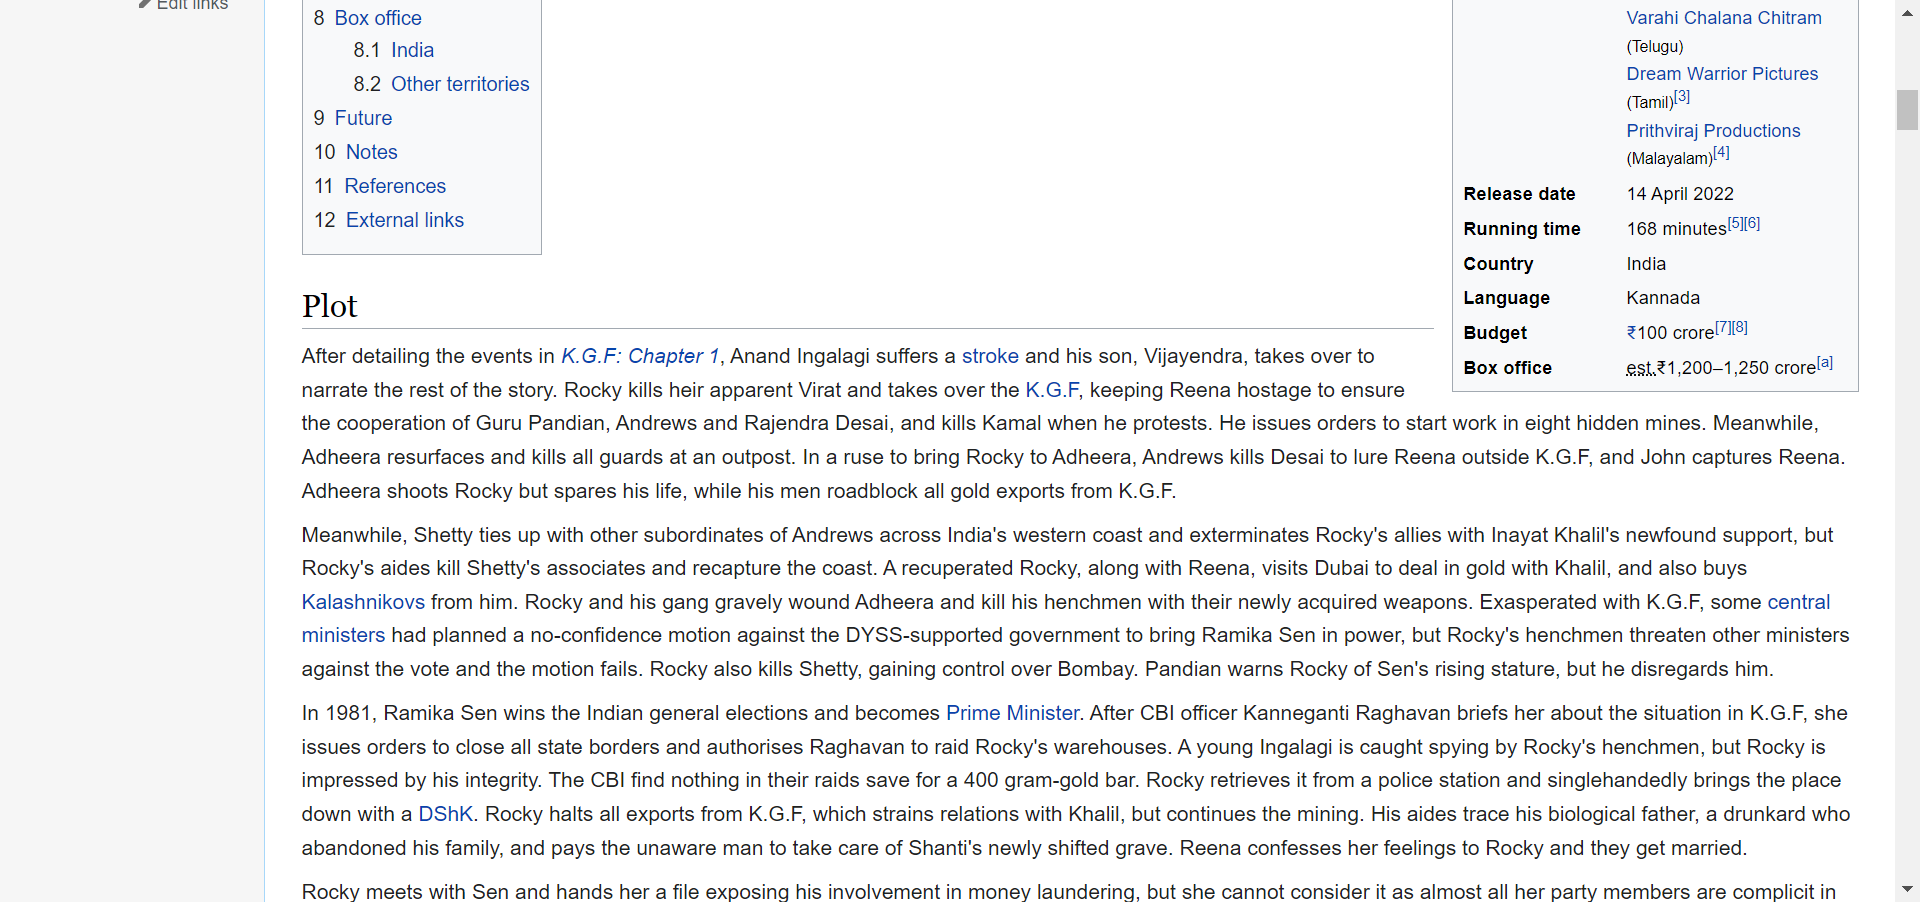 Edit links
8 Box office
8.1 India
8.2 Other territories
9 Future
10 Notes
11 References
12 External links
Varahi Chalana Chitram
(Telugu)
Dream Warrior Pictures
(Tamil)[3]
Prithviraj Productions
(Malayalam)[4]
Release date 14 April 2022
Running time 168 minutes[5][6]
Country India
Language Kannada
Budget ₹100 crore[7][8]
Box office est.₹1,200–1,250 crore[a]
Plot
After detailing the events in K.G.F: Chapter 1, Anand Ingalagi suffers a stroke and his son, Vijayendra, takes over to
narrate the rest of the story. Rocky kills heir apparent Virat and takes over the K.G.F, keeping Reena hostage to ensure
the cooperation of Guru Pandian, Andrews and Rajendra Desai, and kills Kamal when he protests. He issues orders to start work in eight hidden mines. Meanwhile,
Adheera resurfaces and kills all guards at an outpost. In a ruse to bring Rocky to Adheera, Andrews kills Desai to lure Reena outside K.G.F, and John captures Reena.
Adheera shoots Rocky but spares his life, while his men roadblock all gold exports from K.G.F.
Meanwhile, Shetty ties up with other subordinates of Andrews across India's western coast and exterminates Rocky's allies with Inayat Khalil's newfound support, but
Rocky's aides kill Shetty's associates and recapture the coast. A recuperated Rocky, along with Reena, visits Dubai to deal in gold with Khalil, and also buys
Kalashnikovs from him. Rocky and his gang gravely wound Adheera and kill his henchmen with their newly acquired weapons. Exasperated with K.G.F, some central
ministers had planned a no-confidence motion against the DYSS-supported government to bring Ramika Sen in power, but Rocky's henchmen threaten other ministers
against the vote and the motion fails. Rocky also kills Shetty, gaining control over Bombay. Pandian warns Rocky of Sen's rising stature, but he disregards him.
In 1981, Ramika Sen wins the Indian general elections and becomes Prime Minister. After CBI officer Kanneganti Raghavan briefs her about the situation in K.G.F, she
issues orders to close all state borders and authorises Raghavan to raid Rocky's warehouses. A young Ingalagi is caught spying by Rocky's henchmen, but Rocky is
impressed by his integrity. The CBI find nothing in their raids save for a 400 gram-gold bar. Rocky retrieves it from a police station and singlehandedly brings the place
down with a DShK. Rocky halts all exports from K.G.F, which strains relations with Khalil, but continues the mining. His aides trace his biological father, a drunkard who
abandoned his family, and pays the unaware man to take care of Shanti's newly shifted grave. Reena confesses her feelings to Rocky and they get married.
Rocky meets with Sen and hands her a file exposing his involvement in money laundering, but she cannot consider it as almost all her party members are complicit in